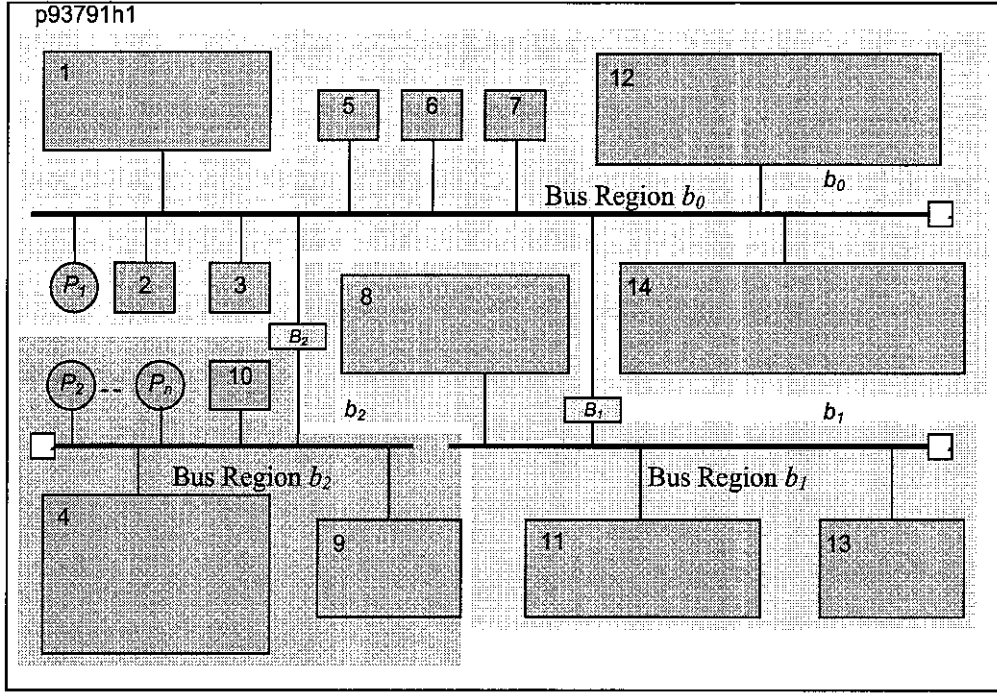 p93791h1
1
5
6
7
12
b0
Bus Region b0
P1
2
3
8
14
B2
P2 -- Pn
10
b2
B1
b1
Bus Region b2
Bus Region b1
4
9
11
13